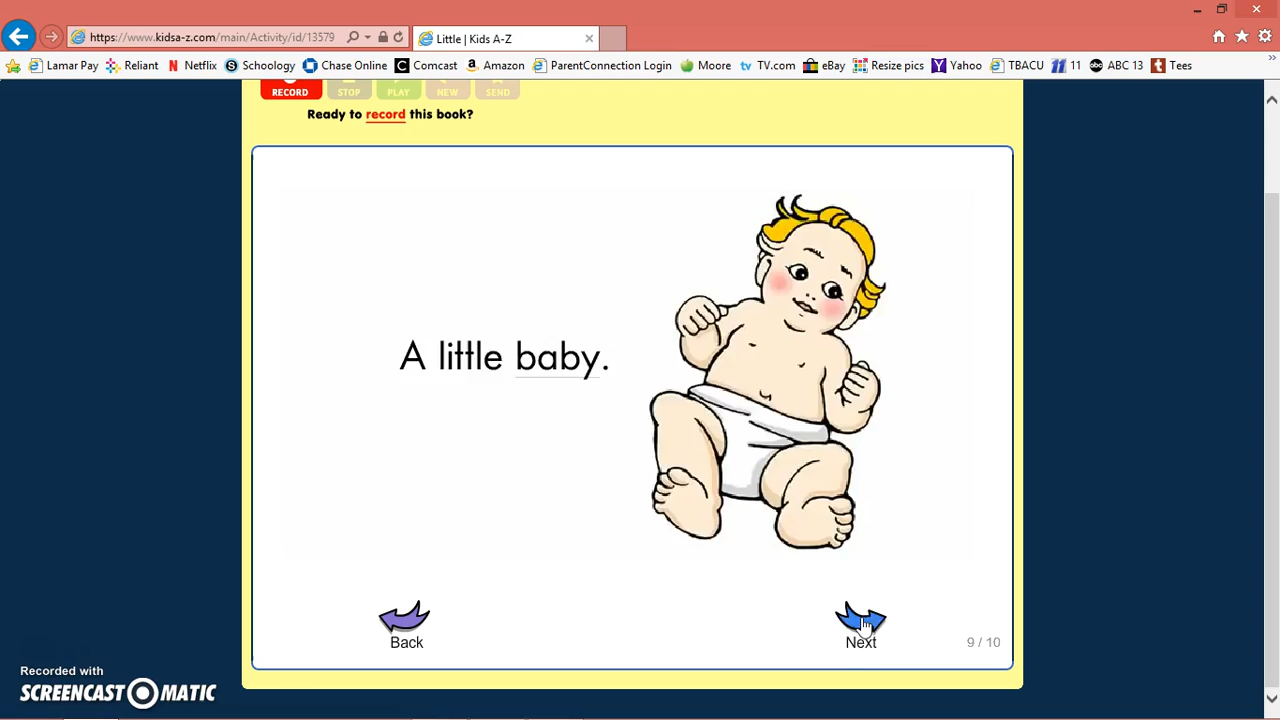 https://www.kidsa-z.com/main/Activity/id/13579
Little | Kids A-Z
Lamar Pay Reliant Netflix Schoology Chase Online Comcast Amazon ParentConnection Login Moore TV.com eBay Resize pics Yahoo TBACU 11 ABC 13 Tees
RECORD STOP PLAY NEW SEND
Ready to record this book?
A little baby.
Back
Next
9 / 10
Recorded with
SCREENCAST MATIC